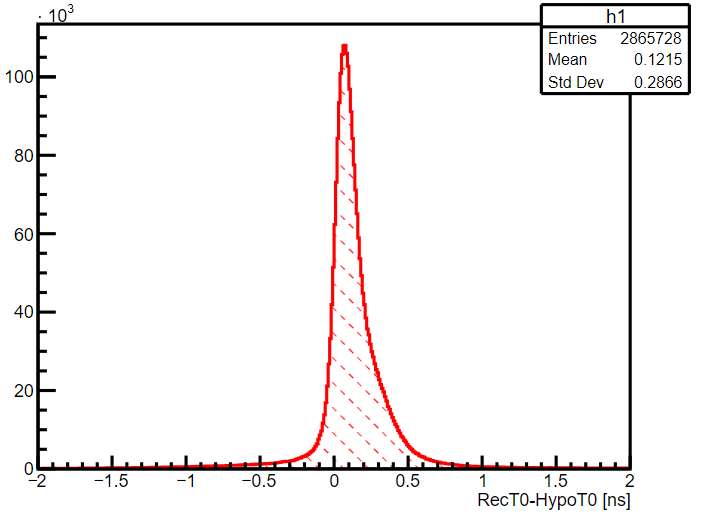 · 10³
h1
Entries 2865728
Mean 0.1215
Std Dev 0.2866
100
80
60
40
20
0
−2 −1.5 −1 −0.5 0 0.5 1 1.5 2
RecT0-HypoT0 [ns]